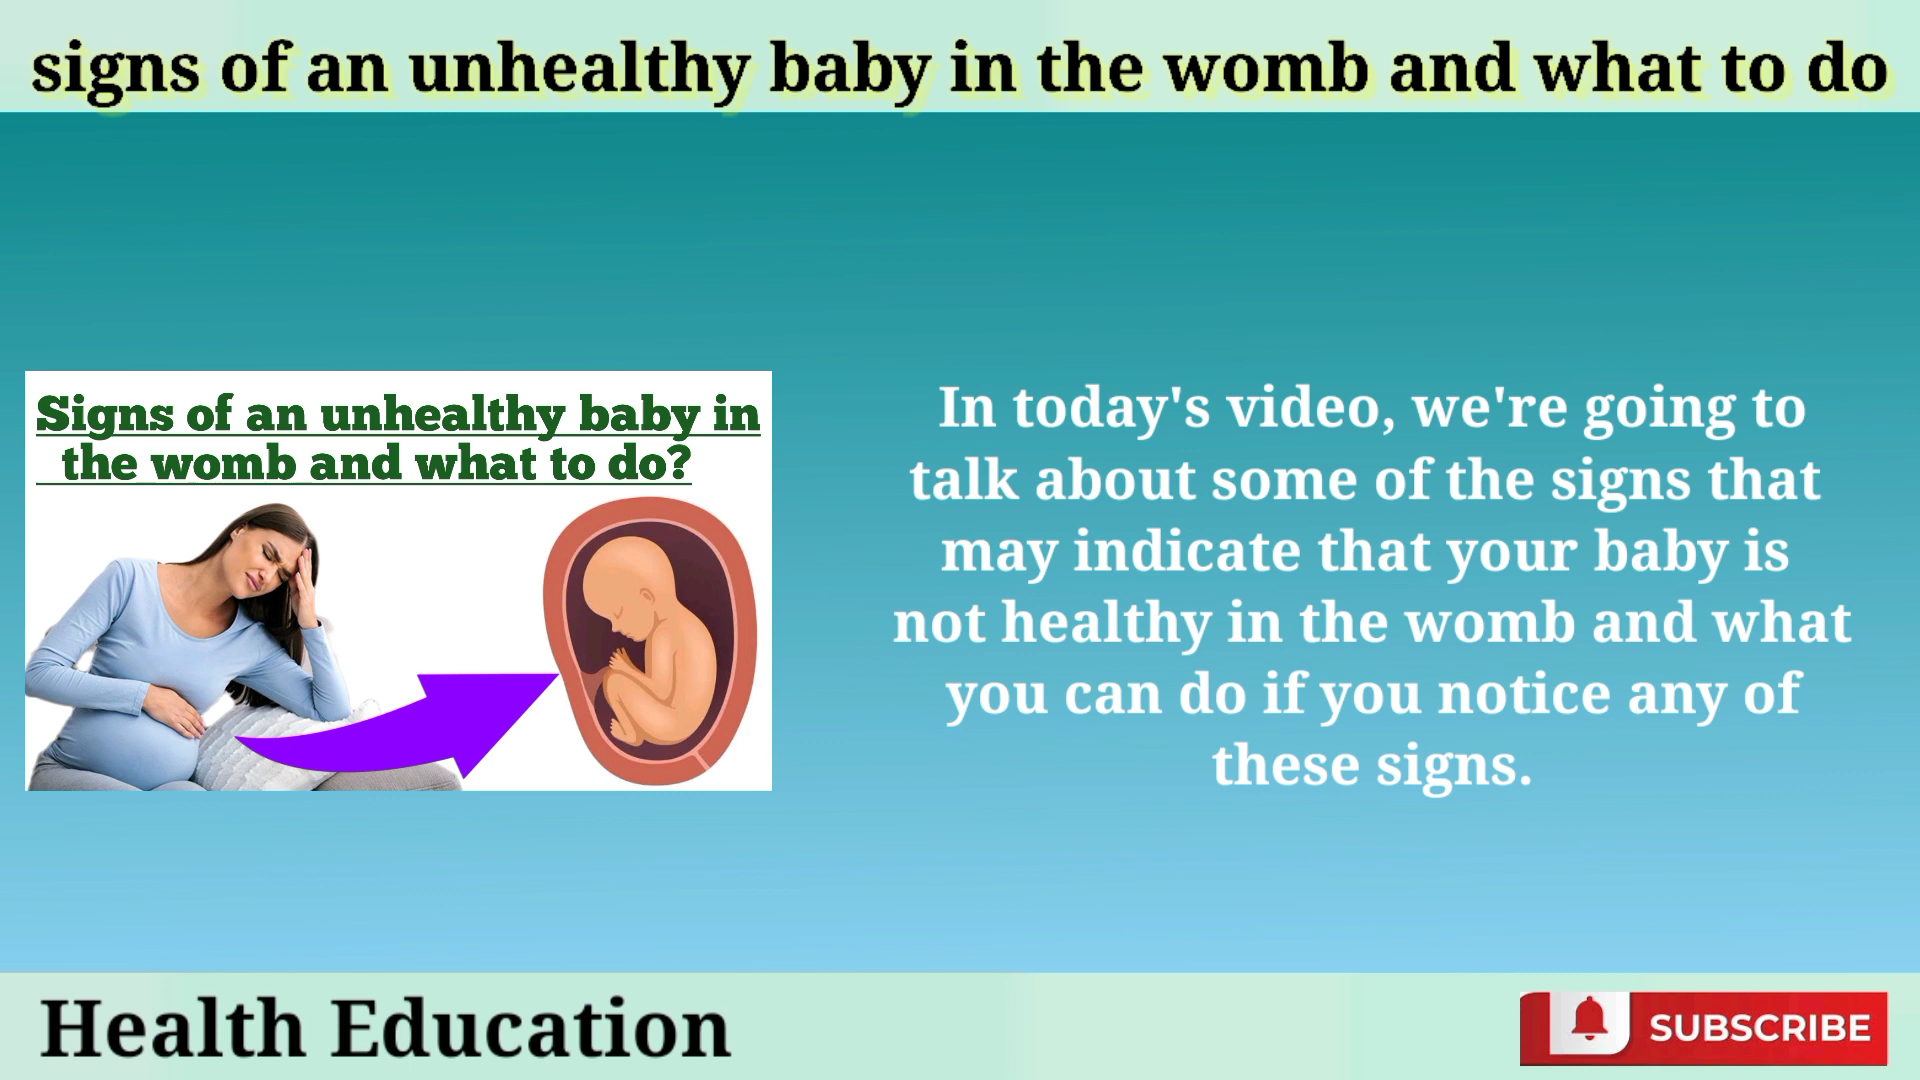 signs of an unhealthy baby in the womb and what to do
Signs of an unhealthy baby in
the womb and what to do?
In today's video, we're going to
talk about some of the signs that
may indicate that your baby is
not healthy in the womb and what
you can do if you notice any of
these signs.
Health Education
SUBSCRIBE